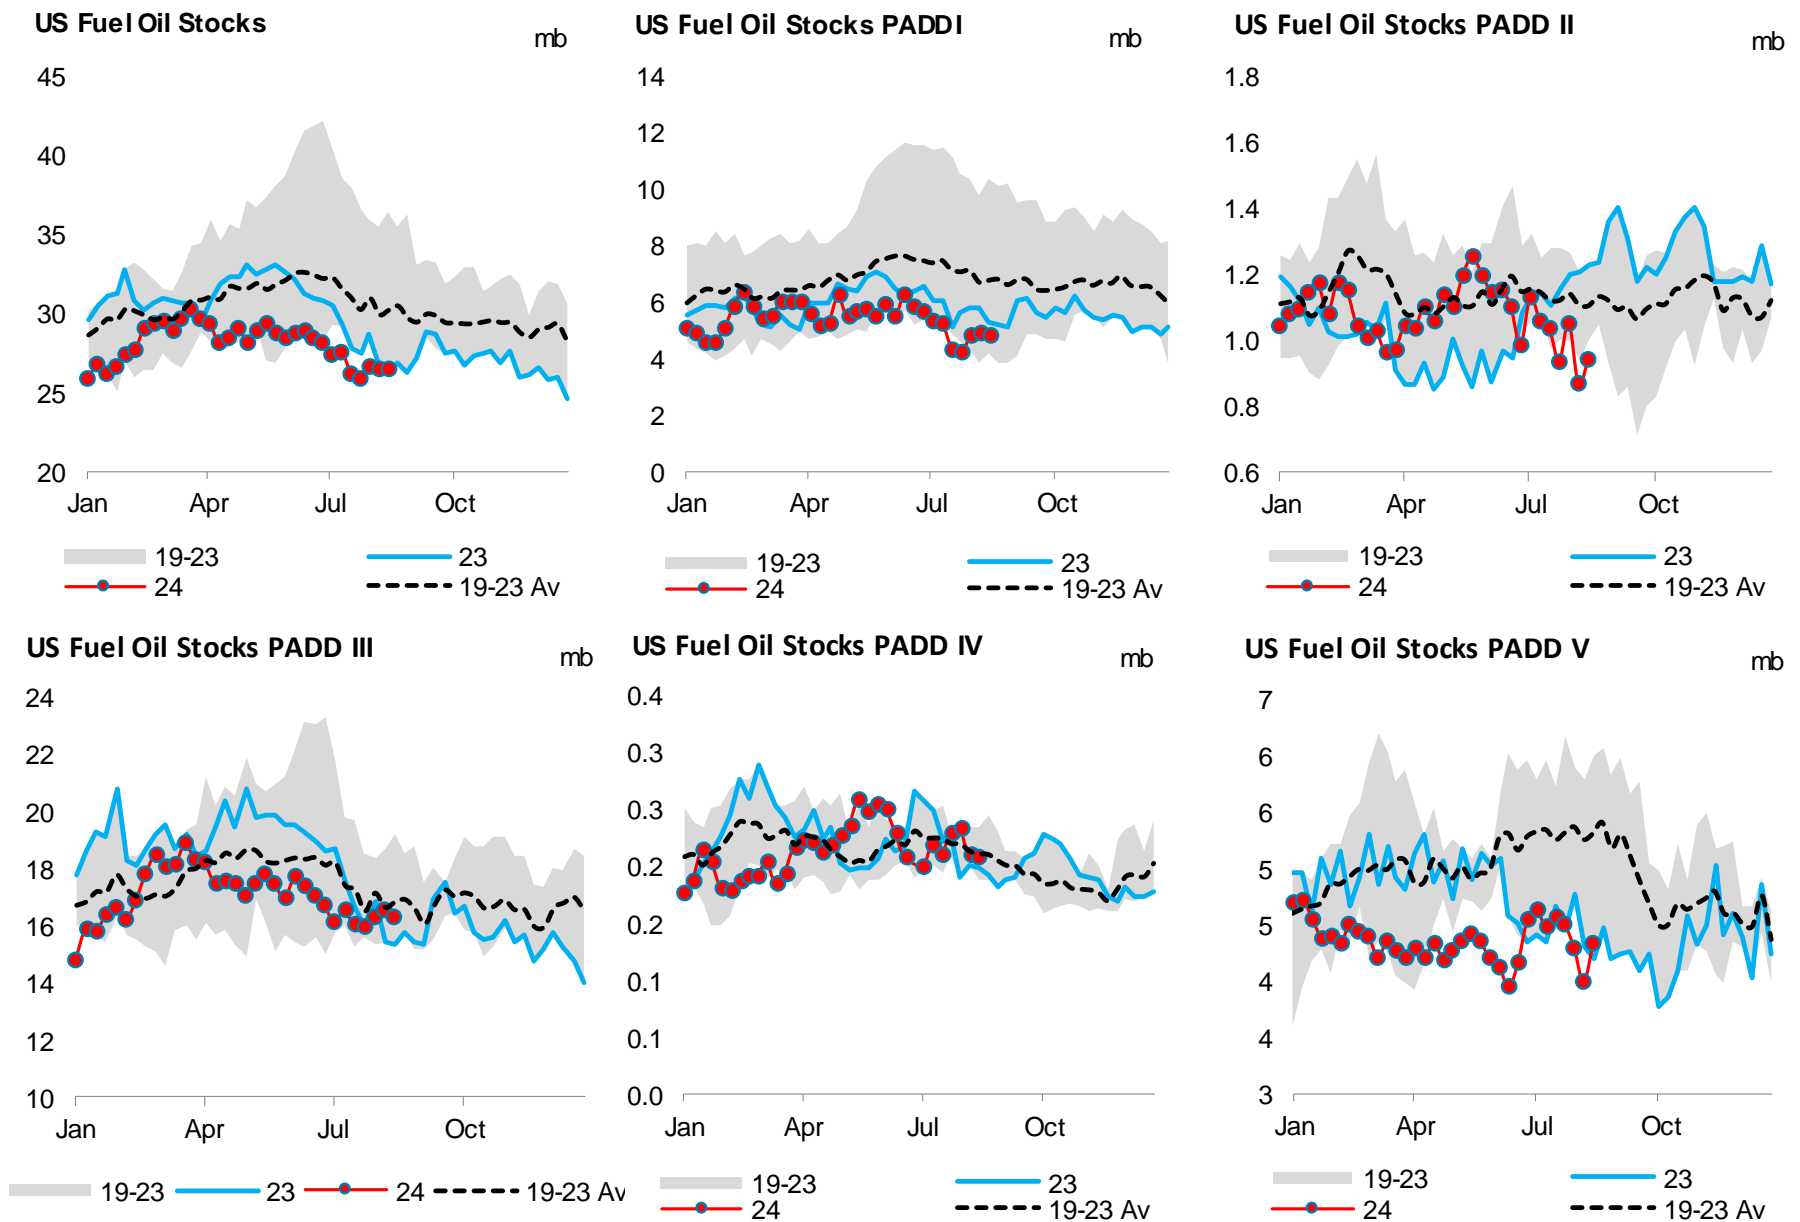 US Fuel Oil Stocks
mb
45
40
35
30
25
20
Jan Apr Jul Oct
19-23 23
24 19-23 Av
US Fuel Oil Stocks PADD I
mb
14
12
10
8
6
4
2
0
Jan Apr Jul Oct
19-23 23
24 19-23 Av
US Fuel Oil Stocks PADD II
mb
1.8
1.6
1.4
1.2
1.0
0.8
0.6
Jan Apr Jul Oct
19-23 23
24 19-23 Av
US Fuel Oil Stocks PADD III
mb
24
22
20
18
16
14
12
10
Jan Apr Jul Oct
19-23 23 24 19-23 Av
US Fuel Oil Stocks PADD IV
mb
0.4
0.3
0.3
0.2
0.2
0.1
0.1
0.0
Jan Apr Jul Oct
19-23 23
24 19-23 Av
US Fuel Oil Stocks PADD V
mb
7
6
6
5
5
4
4
3
Jan Apr Jul Oct
19-23 23
24 19-23 Av